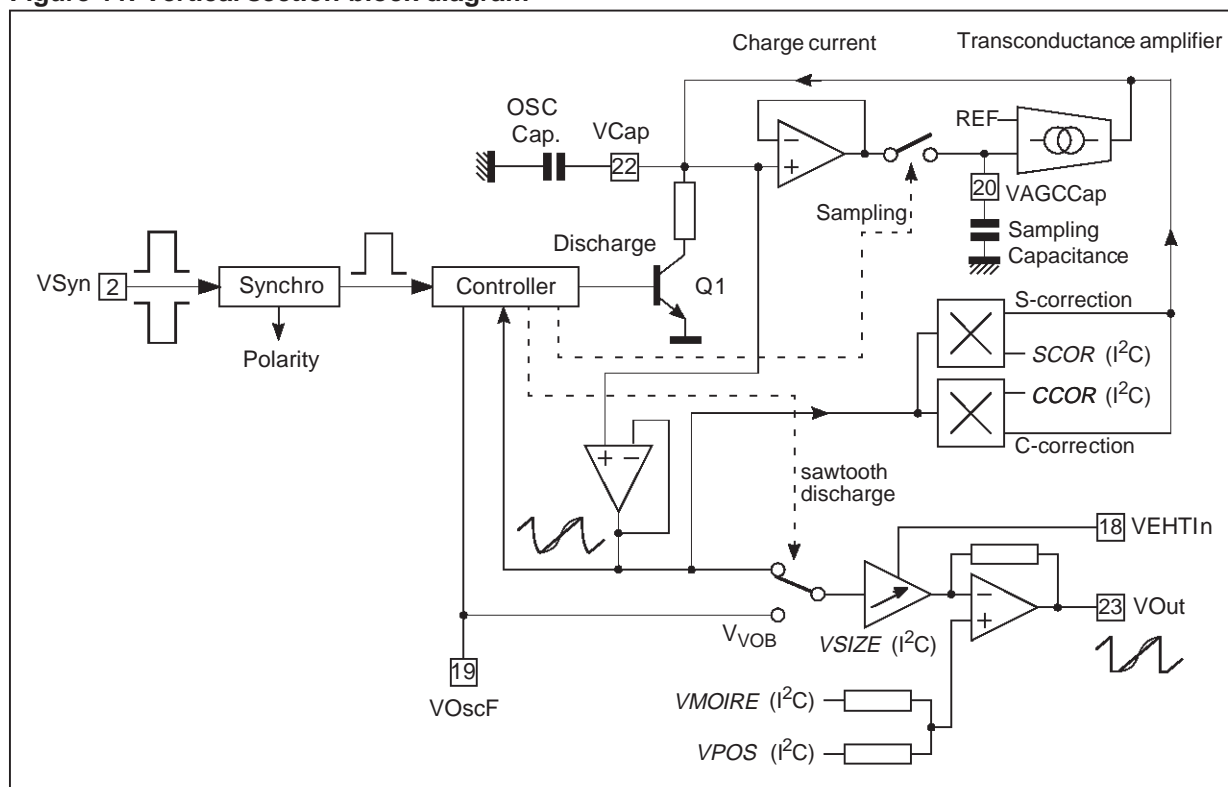 Figure Vertical section block diagram
Charge current
Transconductance amplifier
OSC
Cap.
VCap
22
REF
20
VAGCCap
Sampling
Sampling
Capacitance
Discharge
VSyn
2
Synchro
Controller
Q1
Polarity
S-correction
SCOR (I²C)
CCOR (I²C)
C-correction
sawtooth
discharge
18
VEHTIn
23
VOut
V_VOB
VSIZE (I²C)
19
VOscF
VMOIRE (I²C)
VPOS (I²C)